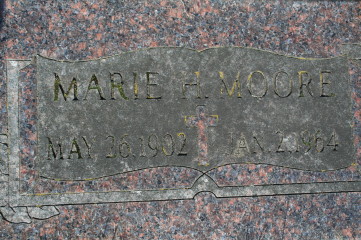 MARIE H. MOORE
MAY 26, 1902 JAN. 2, 1964